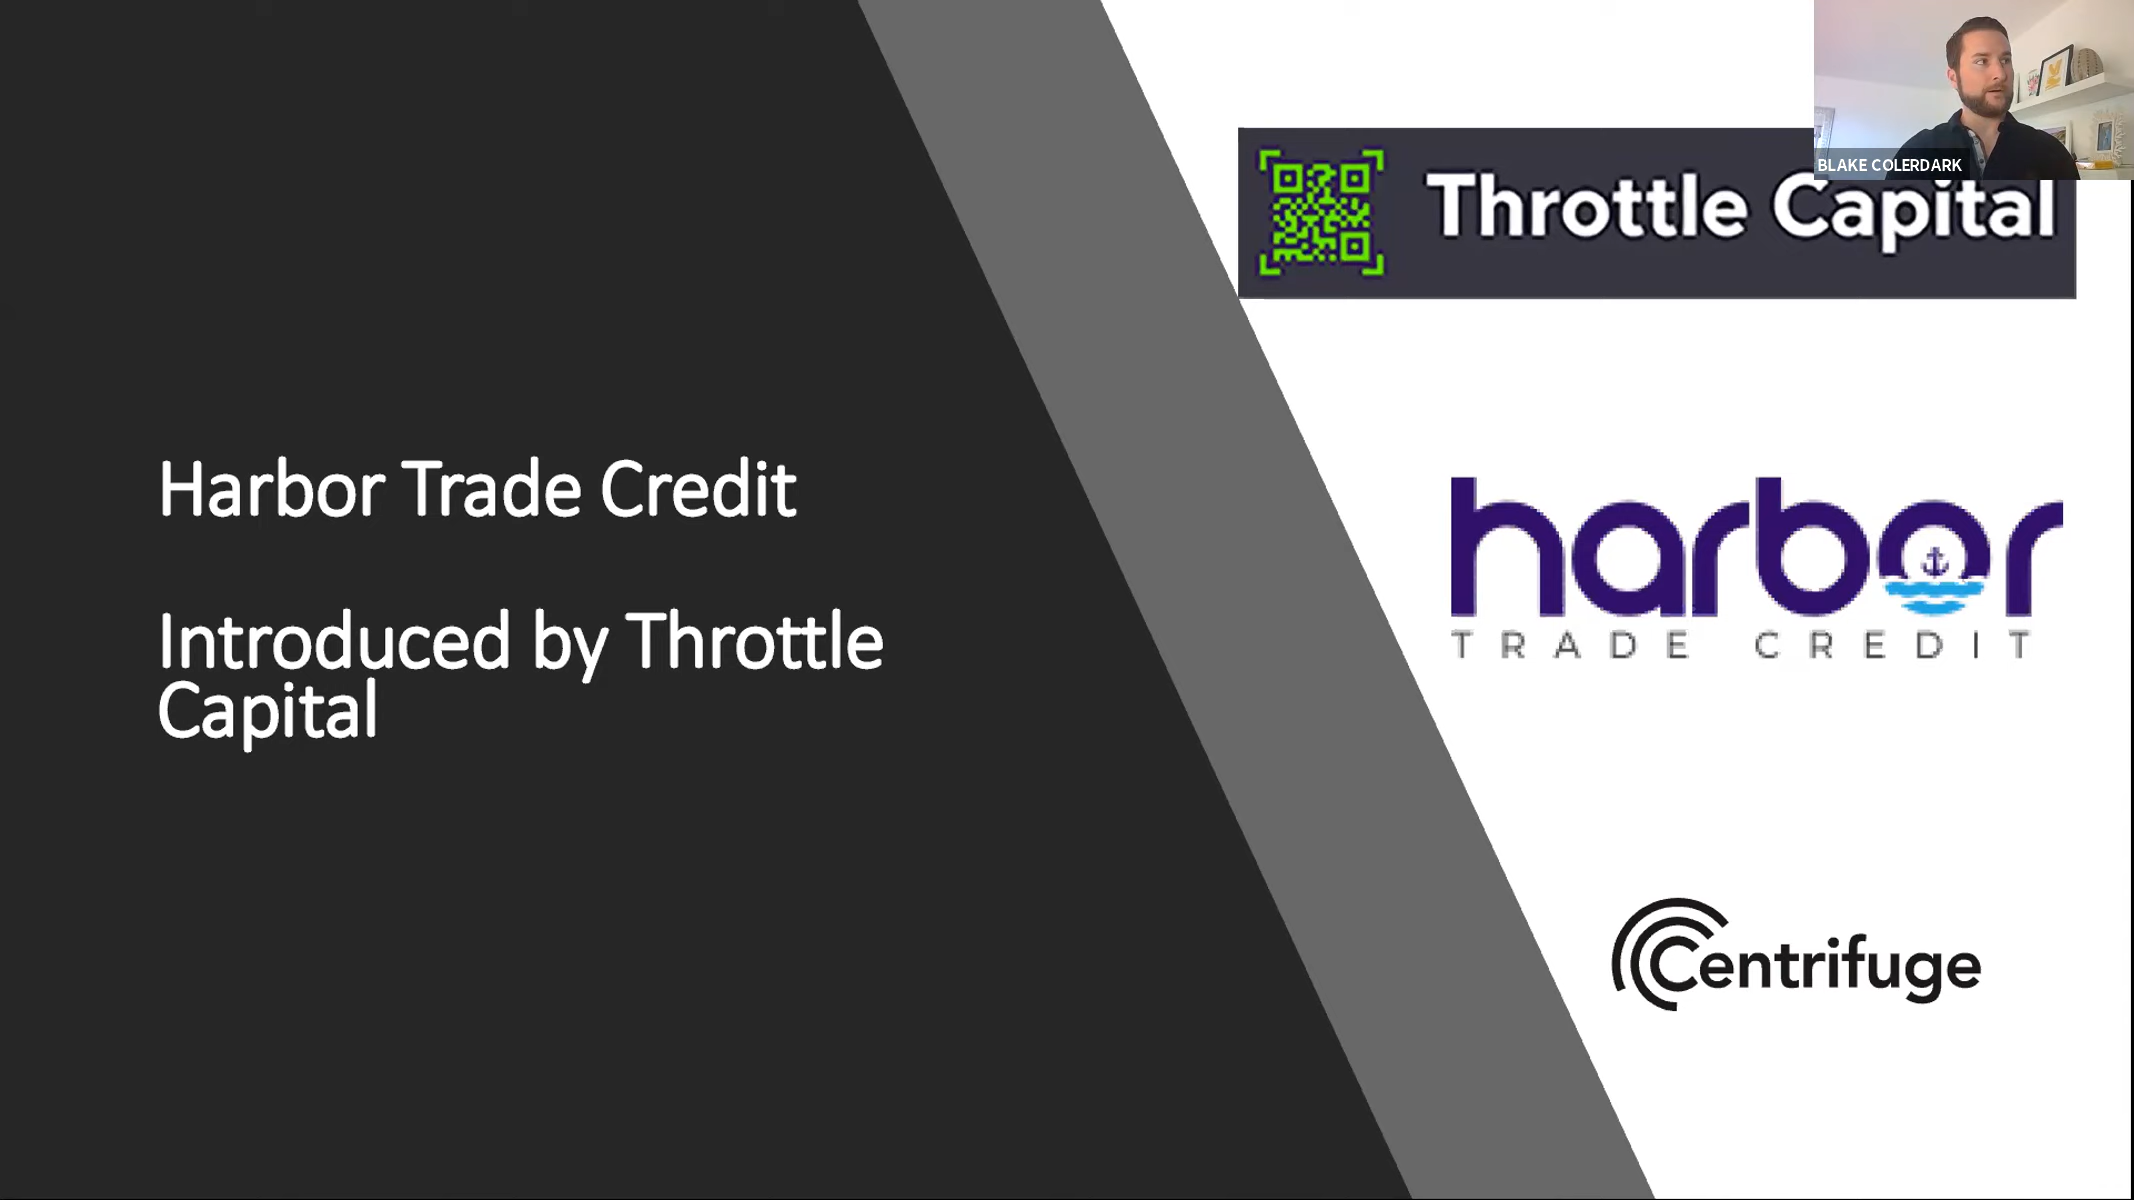 Harbor Trade Credit
Introduced by Throttle
Capital
BLAKE COLERDARK
Throttle Capital
harbor
TRADE CREDIT
Centrifuge